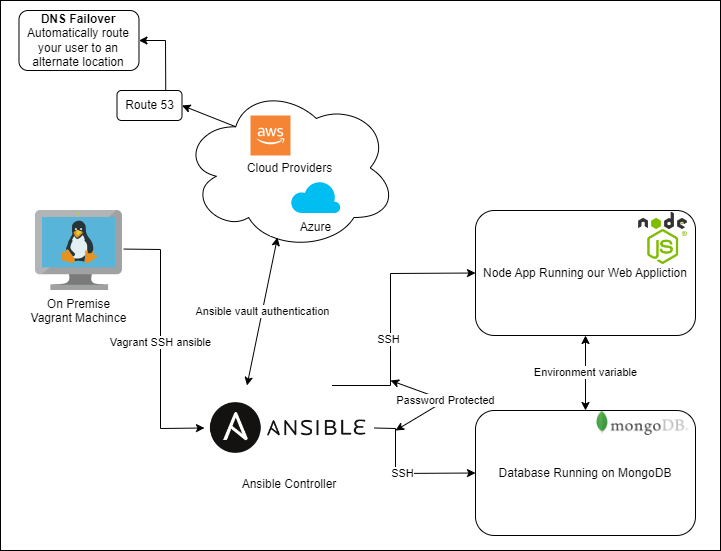 DNS Failover
Automatically route
your user to an
alternate location
Route 53
aws
Cloud Providers
Azure
node
JS
®
Node App Running our Web Appliction
On Premise
Vagrant Machince
Ansible vault authentication
Vagrant SSH ansible
SSH
Environment variable
Password Protected
A
ANSIBLE
mongoDB.
SSH
Database Running on MongoDB
Ansible Controller